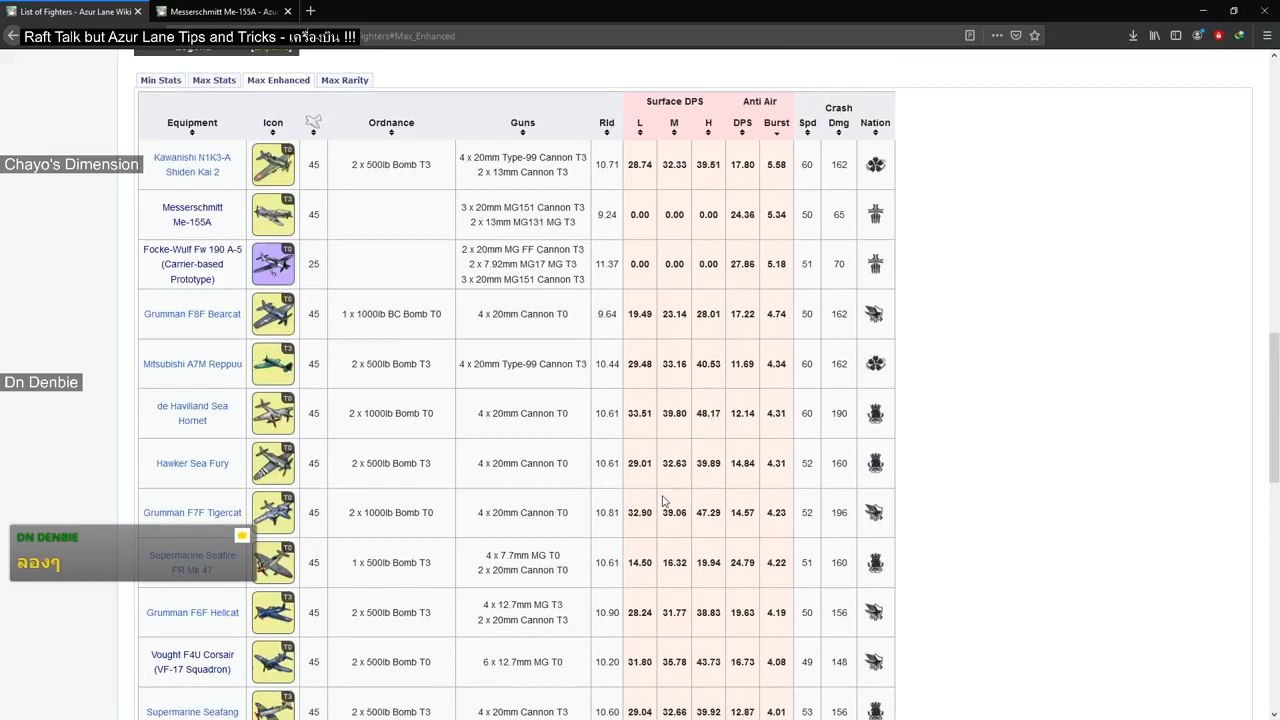 List of Fighters - Azur Lane Wiki
Messerschmitt Me-155A - Azur
Raft Talk but Azur Lane Tips and Tricks - เครื่องบิน !!!
ighters#Max_Enhanced
Min Stats
Max Stats
Max Enhanced
Max Rarity
Surface DPS Anti Air
Equipment Icon Ordnance Guns Rld L M H DPS Burst Spd Crash Dmg Nation
Chayo's Dimension
Kawanishi N1K3-A
Shiden Kai 2
T0
45
2 x 500lb Bomb T3
4 x 20mm Type-99 Cannon T3
2 x 13mm Cannon T3
10.71 28.74 32.33 39.51 17.80 5.58 60 162
Messerschmitt
Me-155A
T3
45
3 x 20mm MG151 Cannon T3
2 x 13mm MG131 MG T3
9.24 0.00 0.00 0.00 24.36 5.34 50 65
Focke-Wulf Fw 190 A-5
(Carrier-based
Prototype)
T0
25
2 x 20mm MG FF Cannon T3
2 x 7.92mm MG17 MG T3
3 x 20mm MG151 Cannon T3
11.37 0.00 0.00 0.00 27.86 5.18 51 70
Grumman F8F Bearcat
T0
45
1 x 1000lb BC Bomb T0
4 x 20mm Cannon T0
9.64 19.49 23.14 28.01 17.22 4.74 50 162
Dn Denbie
Mitsubishi A7M Reppuu
T3
45
2 x 500lb Bomb T3
4 x 20mm Type-99 Cannon T3
10.44 29.48 33.16 40.53 11.69 4.34 60 162
de Havilland Sea
Hornet
T0
45
2 x 1000lb Bomb T0
4 x 20mm Cannon T0
10.61 33.51 39.80 48.17 12.14 4.31 60 190
Hawker Sea Fury
T0
45
2 x 500lb Bomb T3
4 x 20mm Cannon T0
10.61 29.01 32.63 39.89 14.84 4.31 52 160
Grumman F7F Tigercat
T0
45
2 x 1000lb Bomb T0
4 x 20mm Cannon T0
10.81 32.90 39.06 47.29 14.57 4.23 52 196
DN DENBIE
ลองๆ
Supermarine Seafire
FR Mk 47
T0
45
1 x 500lb Bomb T3
4 x 7.7mm MG T0
2 x 20mm Cannon T0
10.61 14.50 16.32 19.94 24.79 4.22 51 160
Grumman F6F Hellcat
T3
45
2 x 500lb Bomb T3
4 x 12.7mm MG T3
2 x 20mm Cannon T0
10.90 28.24 31.77 38.83 19.63 4.19 50 156
Vought F4U Corsair
(VF-17 Squadron)
T0
45
2 x 500lb Bomb T0
6 x 12.7mm MG T0
10.20 31.80 35.78 43.73 16.73 4.08 49 148
Supermarine Seafang
T3
45
2 x 500lb Bomb T3
4 x 20mm Cannon T3
10.60 29.04 32.66 39.92 12.87 4.01 53 156